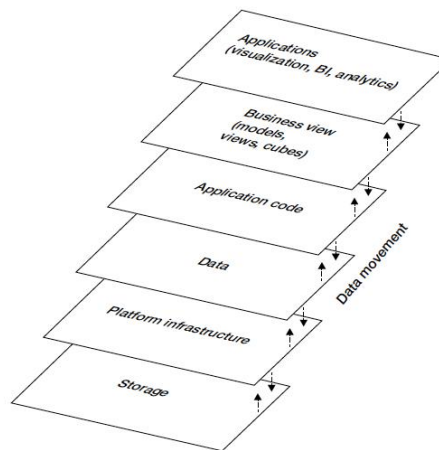 Applications
(visualization, BI, analytics)
Business view
(models,
views, cubes)
Application code
Data
Data movement
Platform infrastructure
Storage